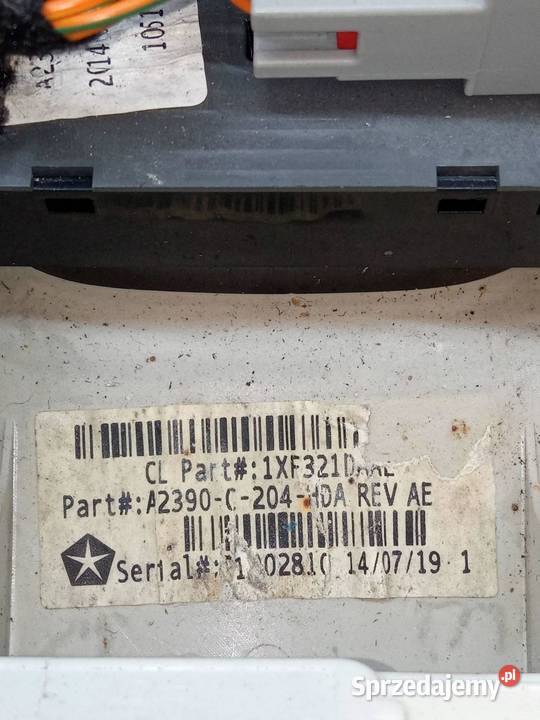 2014
1051
CL Part#:1XF321DAAE
Part#:A2390-C-204-HDA REV AE
14/07/19 1
Sprzedajemy.pl